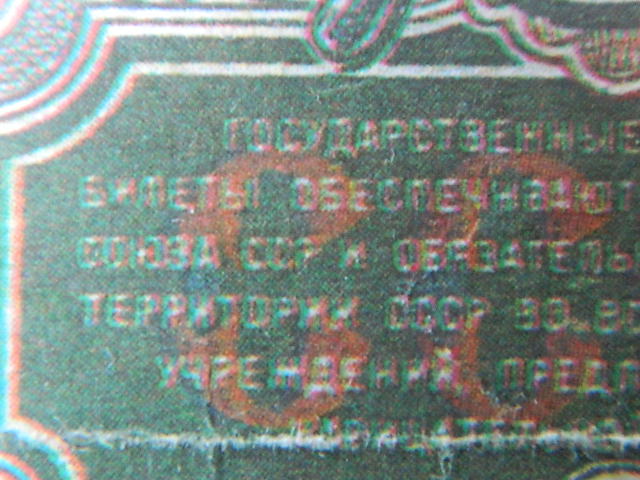 ГОСУДАРСТВЕННЫЕ
БИЛЕТЫ ОБЕСПЕЧИВАЮТ
СОЮЗА ССР И ОБЯЗАТЕЛЬ
ТЕРРИТОРИИ СССР ВО ВС
УЧРЕЖДЕНИЙ, ПРЕДП